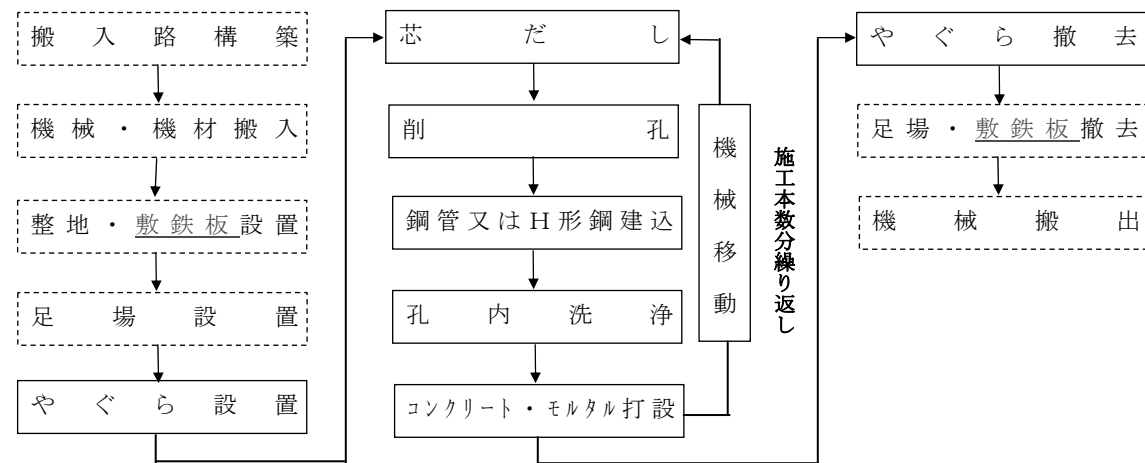 搬入路構築
機械・機材搬入
整地・敷鉄板設置
足場設置
やぐら設置
芯だし
削孔
鋼管又はH形鋼建込
孔内洗浄
コンクリート・モルタル打設
機械移動
施工本数分繰り返し
やぐら撤去
足場・敷鉄板撤去
機械搬出